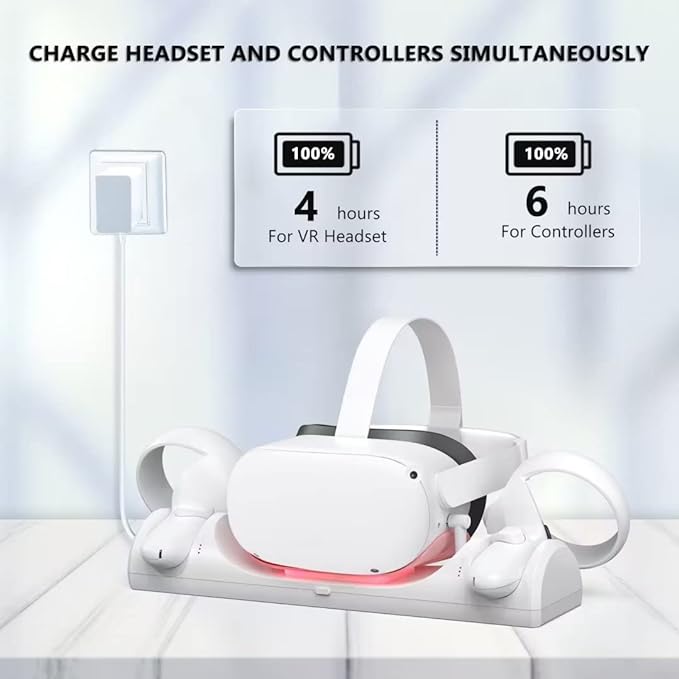 CHARGE HEADSET AND CONTROLLERS SIMULTANEOUSLY
100%
4 hours
For VR Headset
100%
6 hours
For Controllers